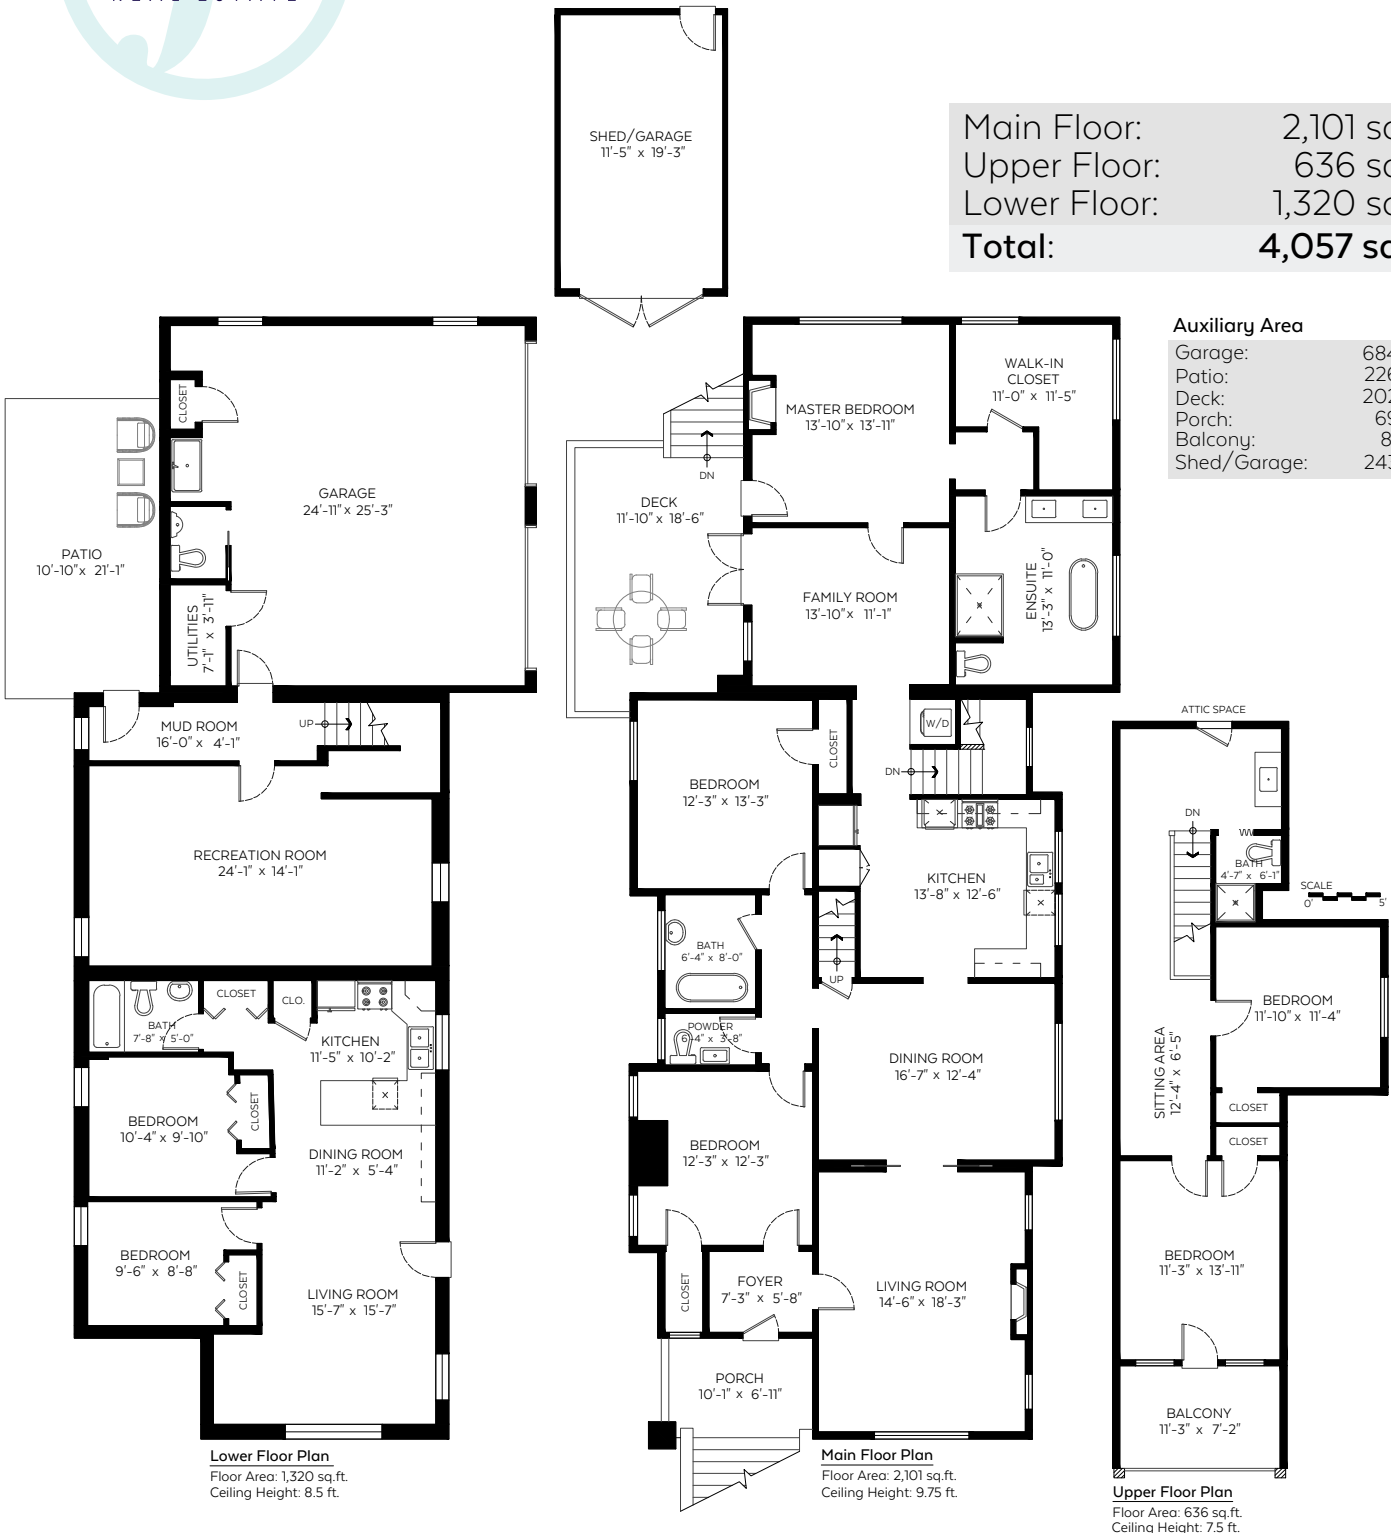 SHED/GARAGE
11'-5" x 19'-3"
Main Floor: 2,101
Upper Floor: 636
Lower Floor: 1,320
Total: 4,057
Auxiliary Area
Garage: 684
Patio: 226
Deck: 202
Porch: 69
Balcony:
Shed/Garage: 243
CLOSET
GARAGE
24'-11" x 25'-3"
PATIO
10'-10" x 21'-1"
UTILITIES
7'-1" x 3'-11"
MUD ROOM
16'-0" x 4'-1"
UP
RECREATION ROOM
24'-1" x 14'-1"
BATH
7'-8" x 5'-0"
CLOSET
CLO.
KITCHEN
11'-5" x 10'-2"
BEDROOM
10'-4" x 9'-10"
CLOSET
DINING ROOM
11'-2" x 5'-4"
BEDROOM
9'-6" x 8'-8"
CLOSET
LIVING ROOM
15'-7" x 15'-7"
Lower Floor Plan
Floor Area: 1,320 sq.ft.
Ceiling Height: 8.5 ft.
MASTER BEDROOM
13'-10" x 13'-11"
WALK-IN
CLOSET
11'-0" x 11'-5"
DN
DECK
11'-10" x 18'-6"
FAMILY ROOM
13'-10" x 11'-1"
ENSUITE
13'-3" x 11'-0"
W/D
DN
BEDROOM
12'-3" x 13'-3"
CLOSET
KITCHEN
13'-8" x 12'-6"
BATH
6'-4" x 8'-0"
UP
POWDER
6'-4" x 3'-8"
DINING ROOM
16'-7" x 12'-4"
BEDROOM
12'-3" x 12'-3"
CLOSET
FOYER
7'-3" x 5'-8"
LIVING ROOM
14'-6" x 18'-3"
PORCH
10'-1" x 6'-11"
Main Floor Plan
Floor Area: 2,101 sq.ft.
Ceiling Height: 9.75 ft.
ATTIC SPACE
DN
BATH
4'-7" x 6'-1"
SCALE
0' 5'
BEDROOM
11'-10" x 11'-4"
SITTING AREA
12'-4" x 6'-5"
CLOSET
CLOSET
BEDROOM
11'-3" x 13'-11"
BALCONY
11'-3" x 7'-2"
Upper Floor Plan
Floor Area: 636 sq.ft.
Ceiling Height: 7.5 ft.